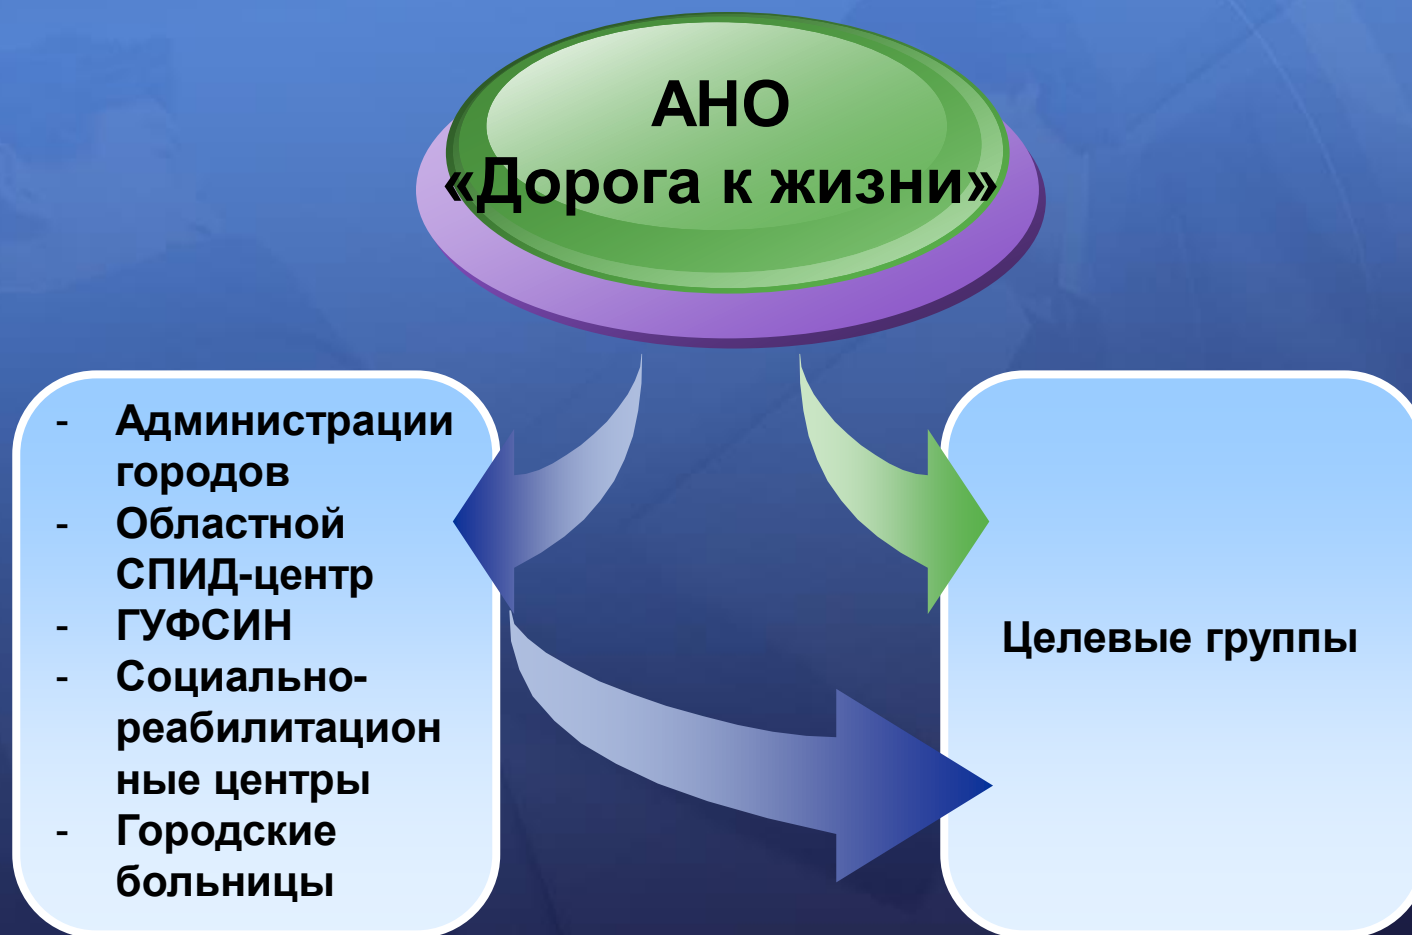 АНО
«Дорога к жизни»
- Администрации
городов
- Областной
СПИД-центр
- ГУФСИН
- Социально-
реабилитацион
ные центры
- Городские
больницы
Целевые группы